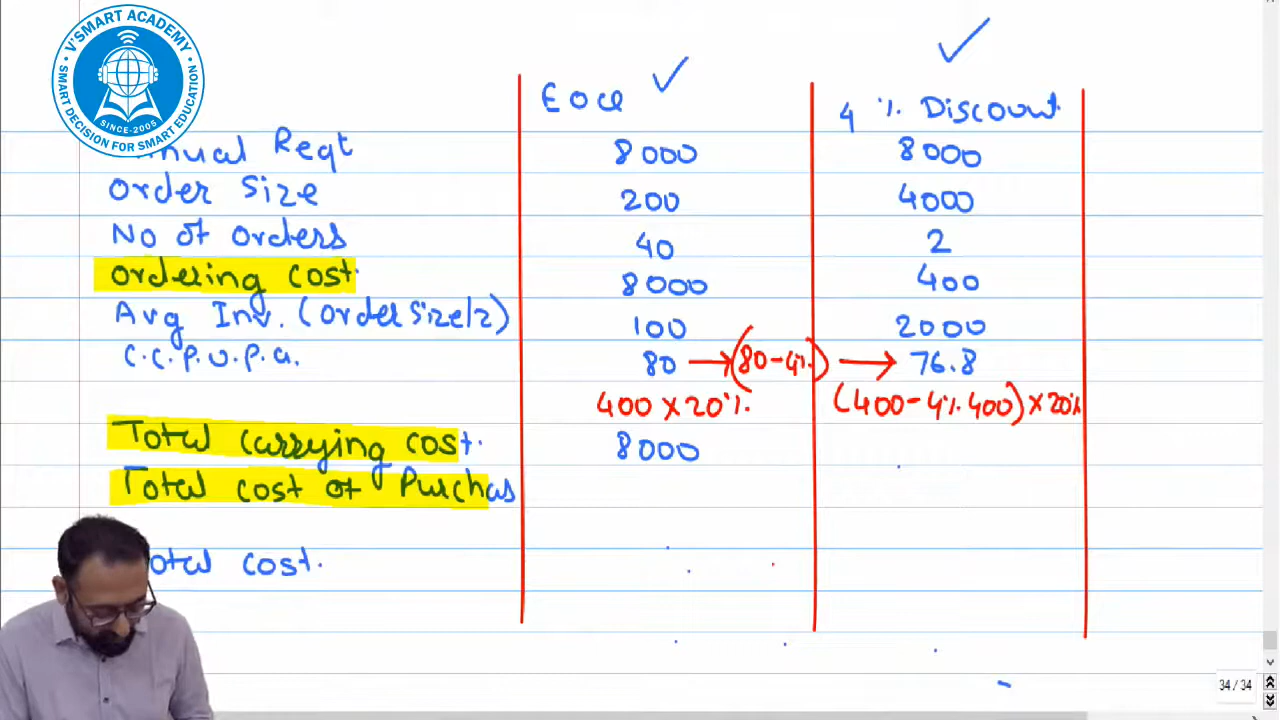 V'SMART ACADEMY
SMART DECISION FOR SMART EDUCATION
SINCE-2005
EOQ 4 % Discount
Annual Reqt 8000 8000
Order Size 200 4000
No of orders 40 2
Ordering cost. 8000 400
Avg Inv. (Order Size/2) 100 2000
C.C.P.U.P.a. 80 → (80-4%) → 76.8
400 × 20% (400-4% 400) × 20%
Total carrying cost. 8000
Total cost of Purchas
otal cost.
34 / 34